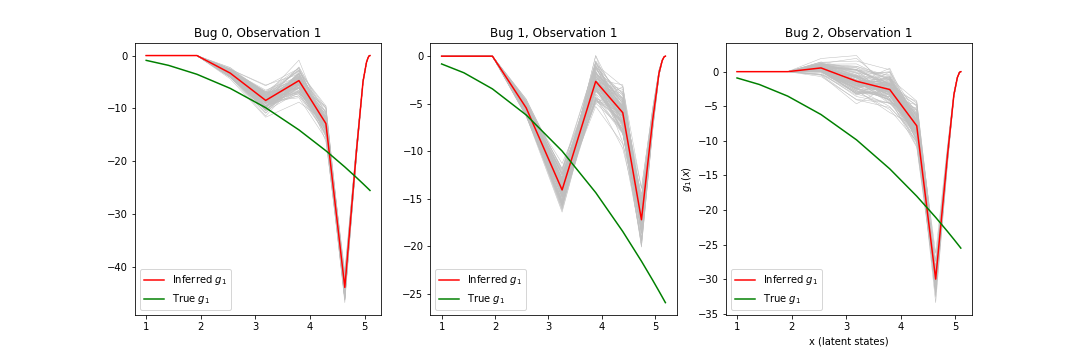 Bug 0, Observation 1
0
−10
−20
−30
−40
1 2 3 4 5
Inferred g₁
True g₁
Bug 1, Observation 1
0
−5
−10
−15
−20
−25
1 2 3 4 5
Inferred g₁
True g₁
Bug 2, Observation 1
g₁(x)
0
−5
−10
−15
−20
−25
−30
−35
1 2 3 4 5
x (latent states)
Inferred g₁
True g₁